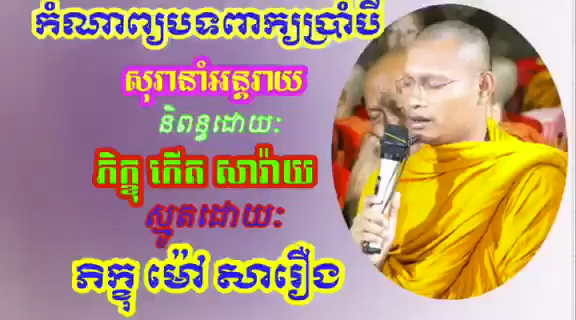 កំណាព្យបទពាក្យប្រាំបី
សុរានាំអន្តរាយ
និពន្ធដោយៈ
ភិក្ខុ កើត សារ៉ាយ
ស្មូតដោយៈ
ភិក្ខុ ម៉ៅ សារឿង